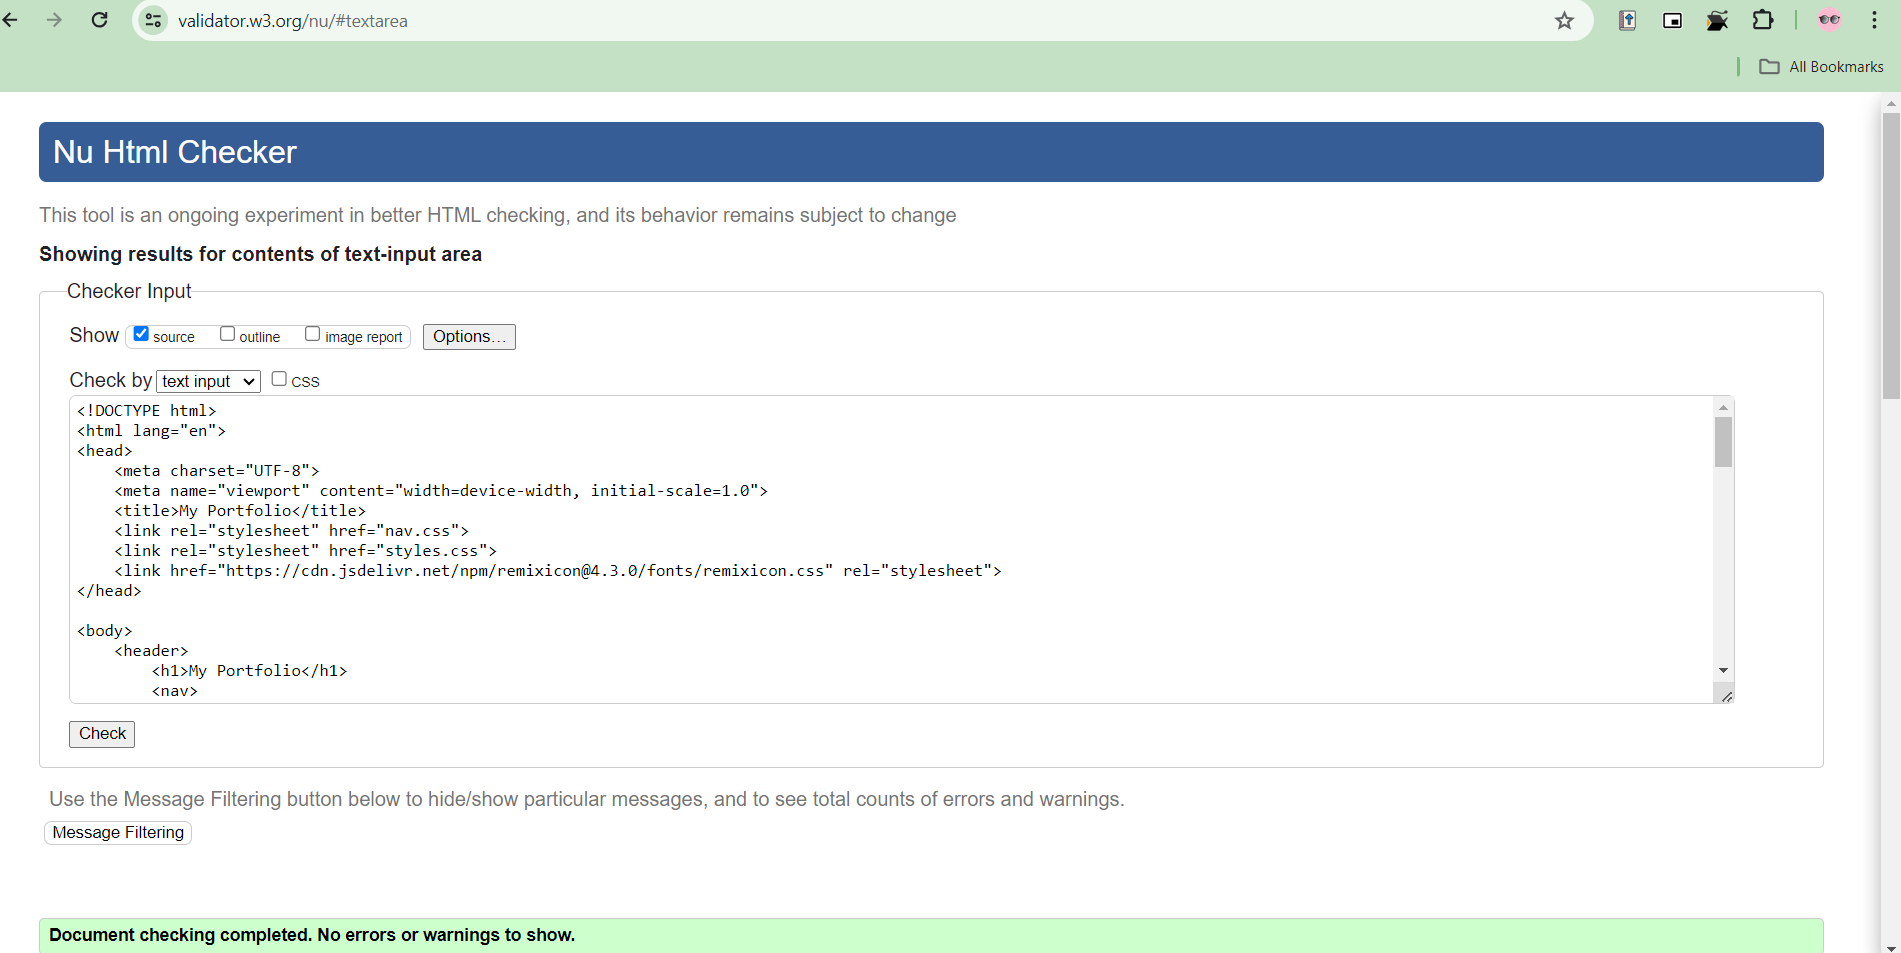 validator.w3.org/nu/#textarea
All Bookmarks
Nu Html Checker
This tool is an ongoing experiment in better HTML checking, and its behavior remains subject to change
Showing results for contents of text-input area
Checker Input
Show source outline image report Options...
Check by text input CSS
<!DOCTYPE html>
<html lang="en">
<head>
    <meta charset="UTF-8">
    <meta name="viewport" content="width=device-width, initial-scale=1.0">
    <title>My Portfolio</title>
    <link rel="stylesheet" href="nav.css">
    <link rel="stylesheet" href="styles.css">
    <link href="https://cdn.jsdelivr.net/npm/remixicon@4.3.0/fonts/remixicon.css" rel="stylesheet">
</head>
<body>
    <header>
        <h1>My Portfolio</h1>
        <nav>
Check
Use the Message Filtering button below to hide/show particular messages, and to see total counts of errors and warnings.
Message Filtering
Document checking completed. No errors or warnings to show.